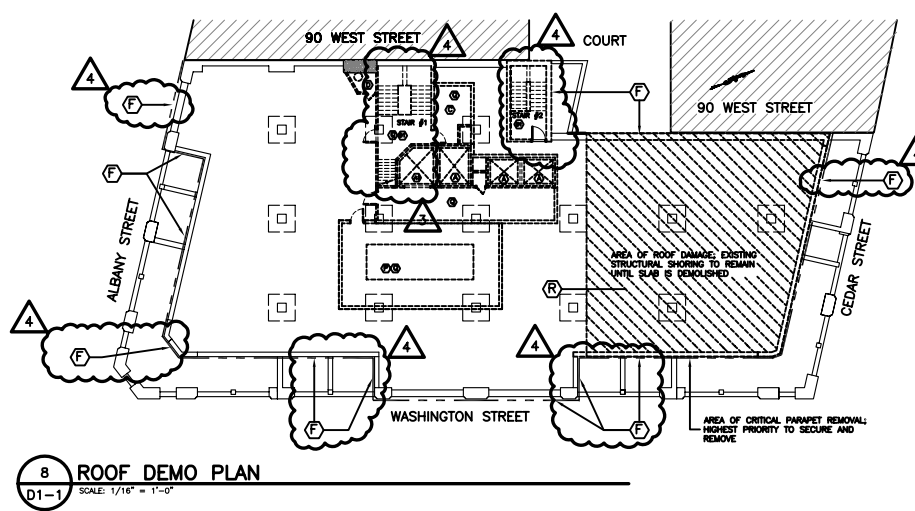 90 WEST STREET
4
4
COURT
4
F
F
90 WEST STREET
STAIR #1
STAIR #2
G
C
H
G H
F
4
F
ALBANY STREET
A
A
A
G
3
CEDAR STREET
AREA OF ROOF DAMAGE; EXISTING
STRUCTURAL SHORING TO REMAIN
UNTIL SLAB IS DEMOLISHED
P G
R
4
F
4
4
F
F
WASHINGTON STREET
AREA OF CRITICAL PARAPET REMOVAL;
HIGHEST PRIORITY TO SECURE AND
REMOVE
8
D1-1
ROOF DEMO PLAN
SCALE: 1/16" = 1'-0"